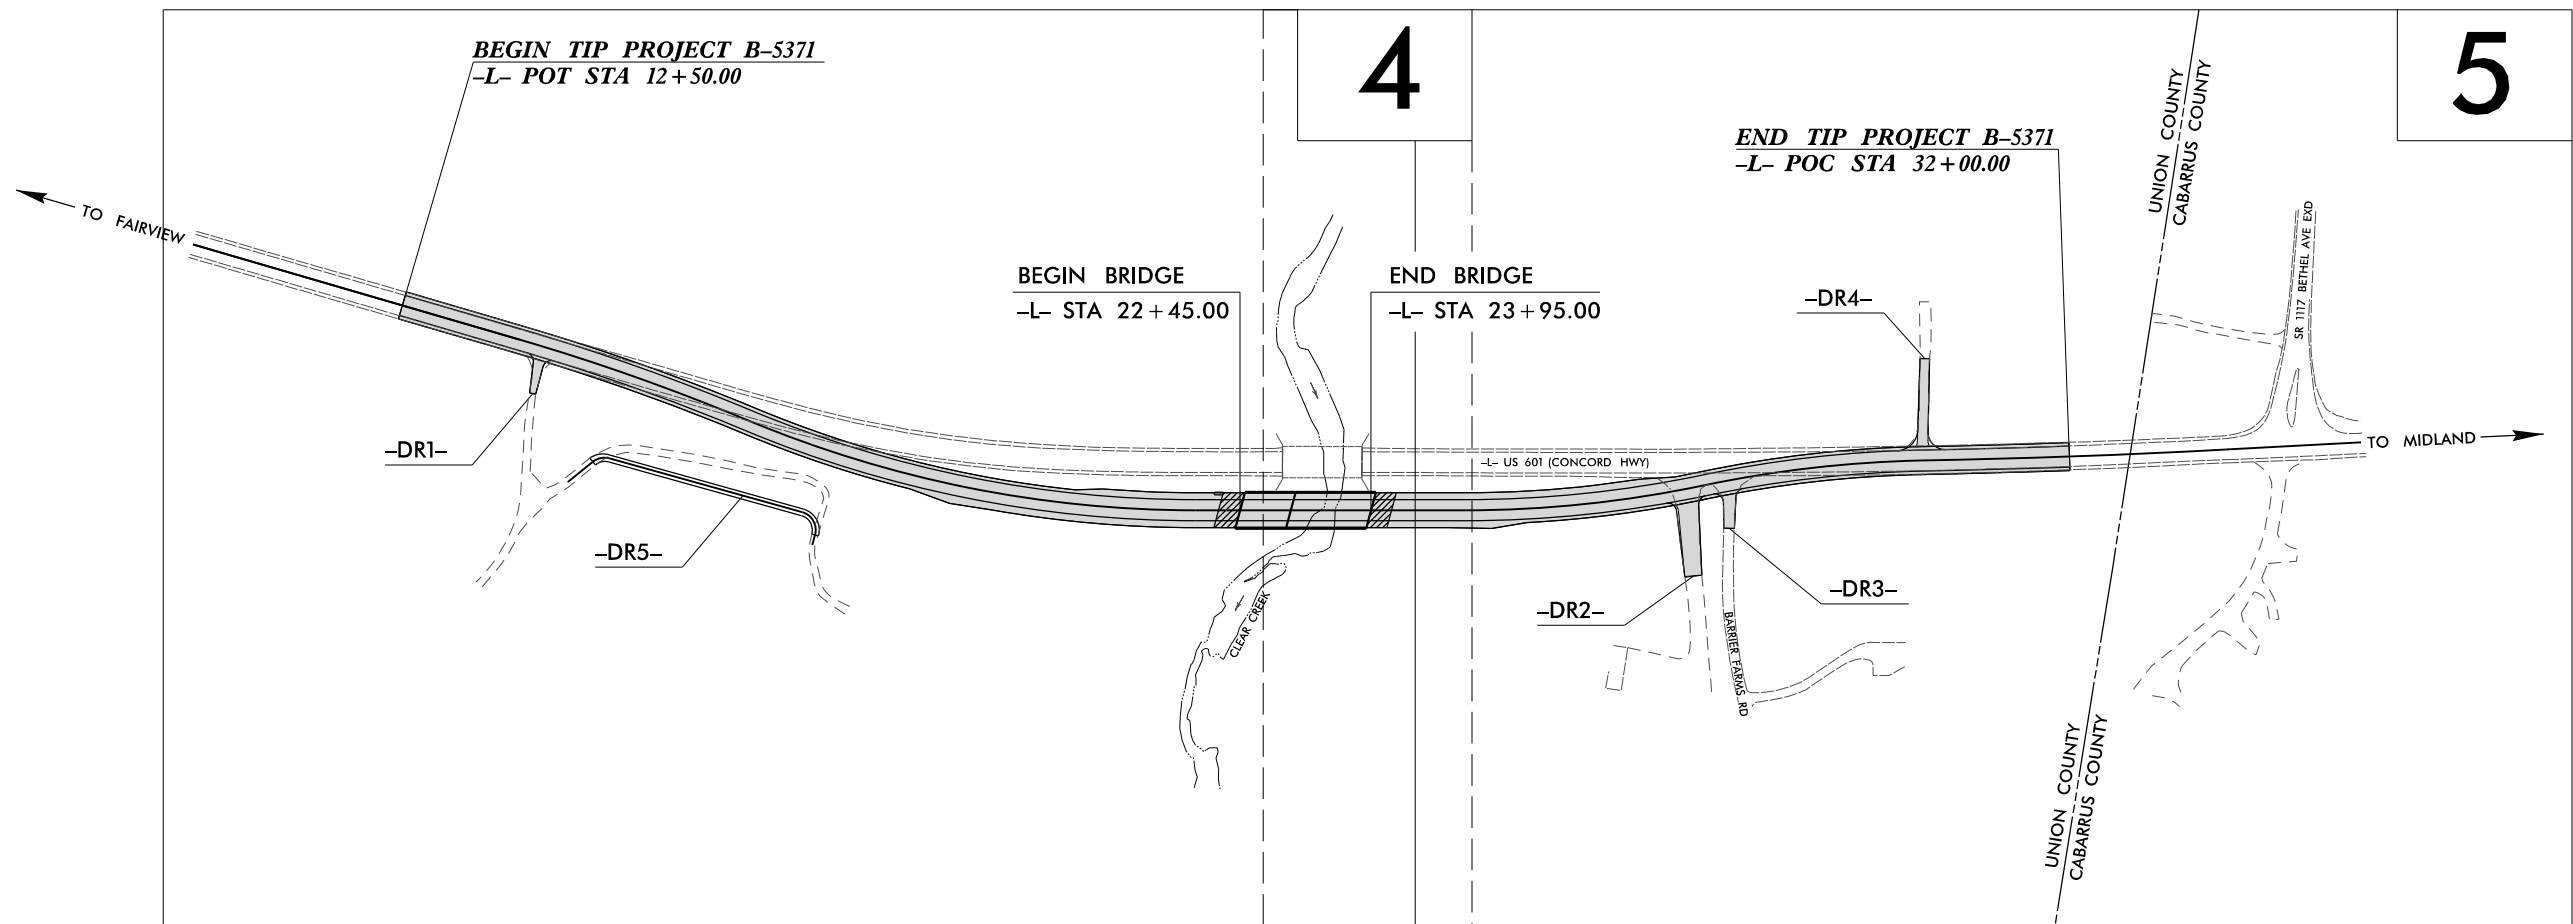 BEGIN TIP PROJECT B–5371
–L– POT STA 12+50.00
4
5
END TIP PROJECT B–5371
–L– POC STA 32+00.00
UNION COUNTY
CABARRUS COUNTY
TO FAIRVIEW
BEGIN BRIDGE
–L– STA 22+45.00
END BRIDGE
–L– STA 23+95.00
–DR4–
SR 1117 BETHEL AVE EXD
–DR1–
–L– US 601 (CONCORD HWY)
TO MIDLAND
–DR5–
–DR2–
–DR3–
CLEAR CREEK
BARRIER FARMS RD
UNION COUNTY
CABARRUS COUNTY